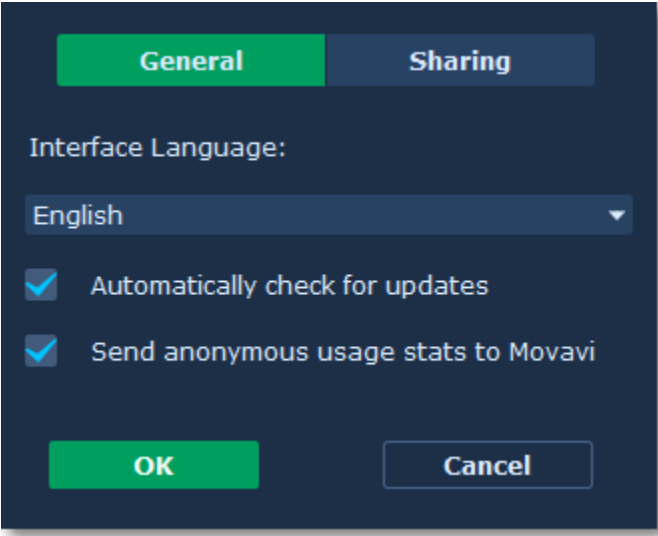 General Sharing
Interface Language:
English
Automatically check for updates
Send anonymous usage stats to Movavi
OK Cancel